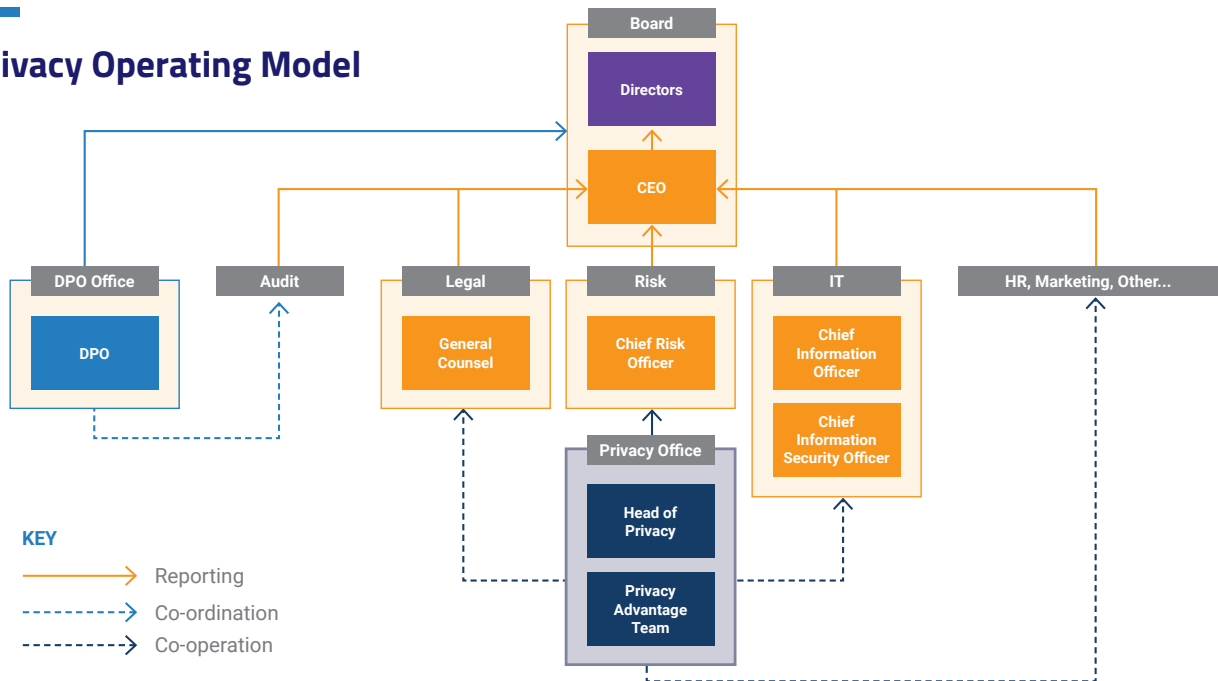 ivacy Operating Model
Board
Directors
CEO
DPO Office
Audit
Legal
Risk
IT
HR, Marketing, Other...
DPO
General
Counsel
Chief Risk
Officer
Chief
Information
Officer
Chief
Information
Security Officer
Privacy Office
Head of
Privacy
Privacy
Advantage
Team
KEY
Reporting
Co-ordination
Co-operation